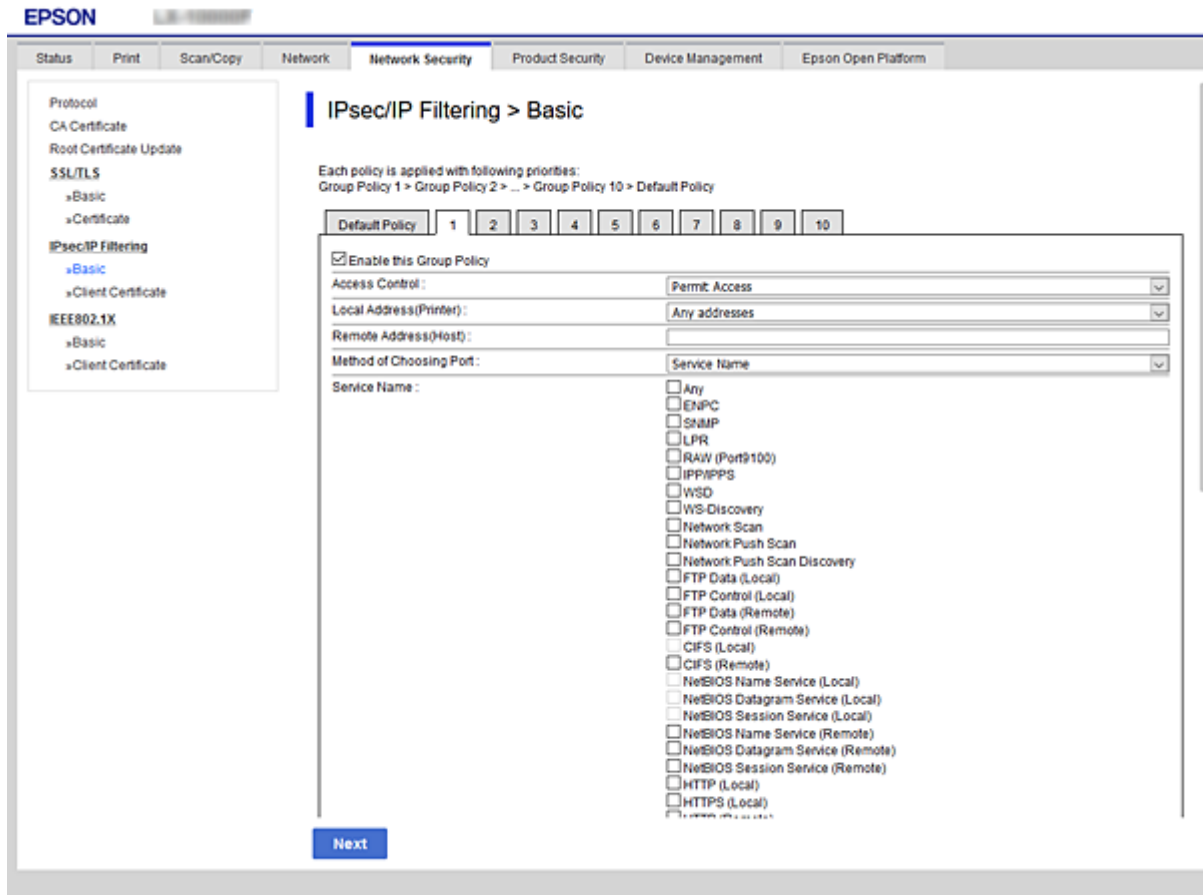 EPSON
Status Print Scan/Copy Network Network Security Product Security Device Management Epson Open Platform
Protocol
CA Certificate
Root Certificate Update
SSL/TLS
»Basic
»Certificate
IPsec/IP Filtering
»Basic
»Client Certificate
IEEE802.1X
»Basic
»Client Certificate
IPsec/IP Filtering > Basic
Each policy is applied with following priorities:
Group Policy 1 > Group Policy 2 > ... > Group Policy 10 > Default Policy
Default Policy 1 2 3 4 5 6 7 8 9 10
Enable this Group Policy
Access Control : Permit Access
Local Address(Printer) : Any addresses
Remote Address(Host) :
Method of Choosing Port : Service Name
Service Name : Any
ENPC
SNMP
LPR
RAW (Port9100)
IPP/IPPS
WSD
WS-Discovery
Network Scan
Network Push Scan
Network Push Scan Discovery
FTP Data (Local)
FTP Control (Local)
FTP Data (Remote)
FTP Control (Remote)
CIFS (Local)
CIFS (Remote)
NetBIOS Name Service (Local)
NetBIOS Datagram Service (Local)
NetBIOS Session Service (Local)
NetBIOS Name Service (Remote)
NetBIOS Datagram Service (Remote)
NetBIOS Session Service (Remote)
HTTP (Local)
HTTPS (Local)
Next